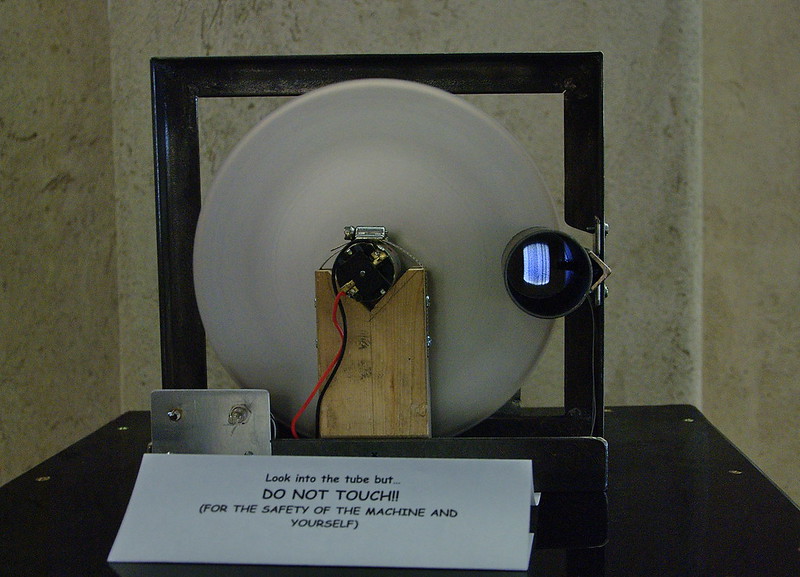 Look into the tube but...
DO NOT TOUCH!!
(FOR THE SAFETY OF THE MACHINE AND
YOURSELF)